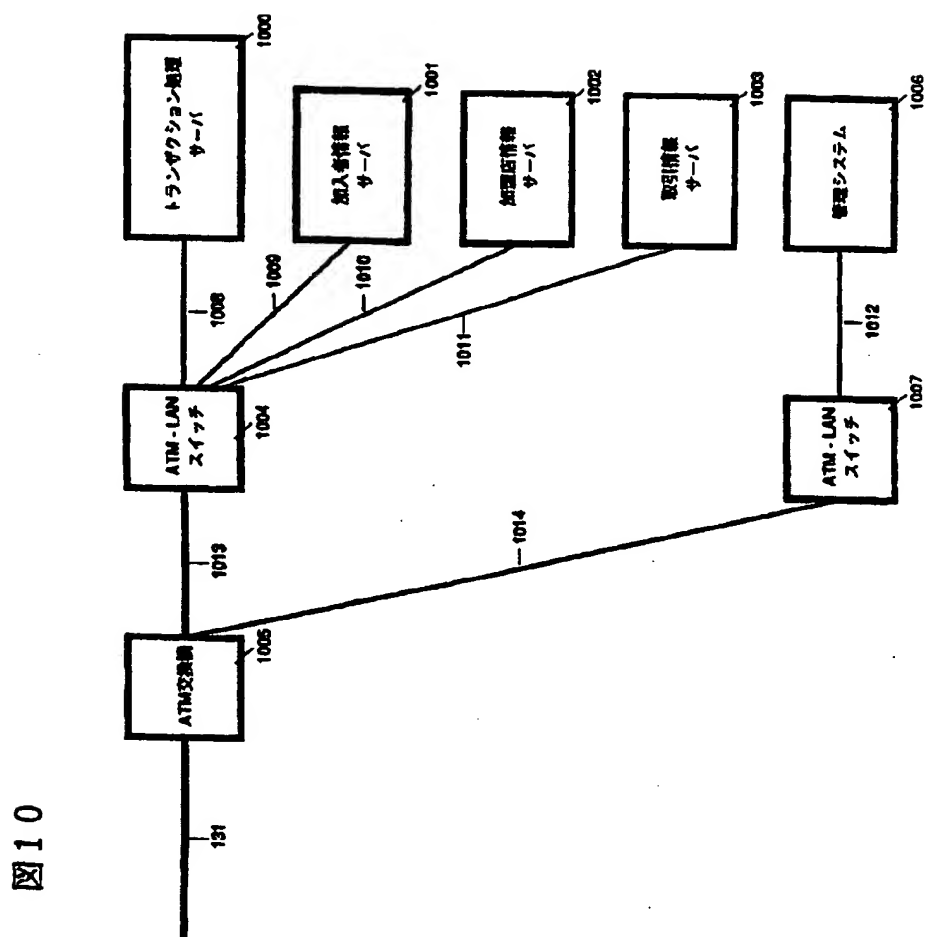 図10
トランザクション処理
サーバ
1000
加入者情報
サーバ
1001
加盟店情報
サーバ
1002
取引情報
サーバ
1003
管理システム
1006
1008
1009
1010
1011
1012
ATM-LAN
スイッチ
1004
ATM-LAN
スイッチ
1007
1013
1014
ATM交換機
1005
131